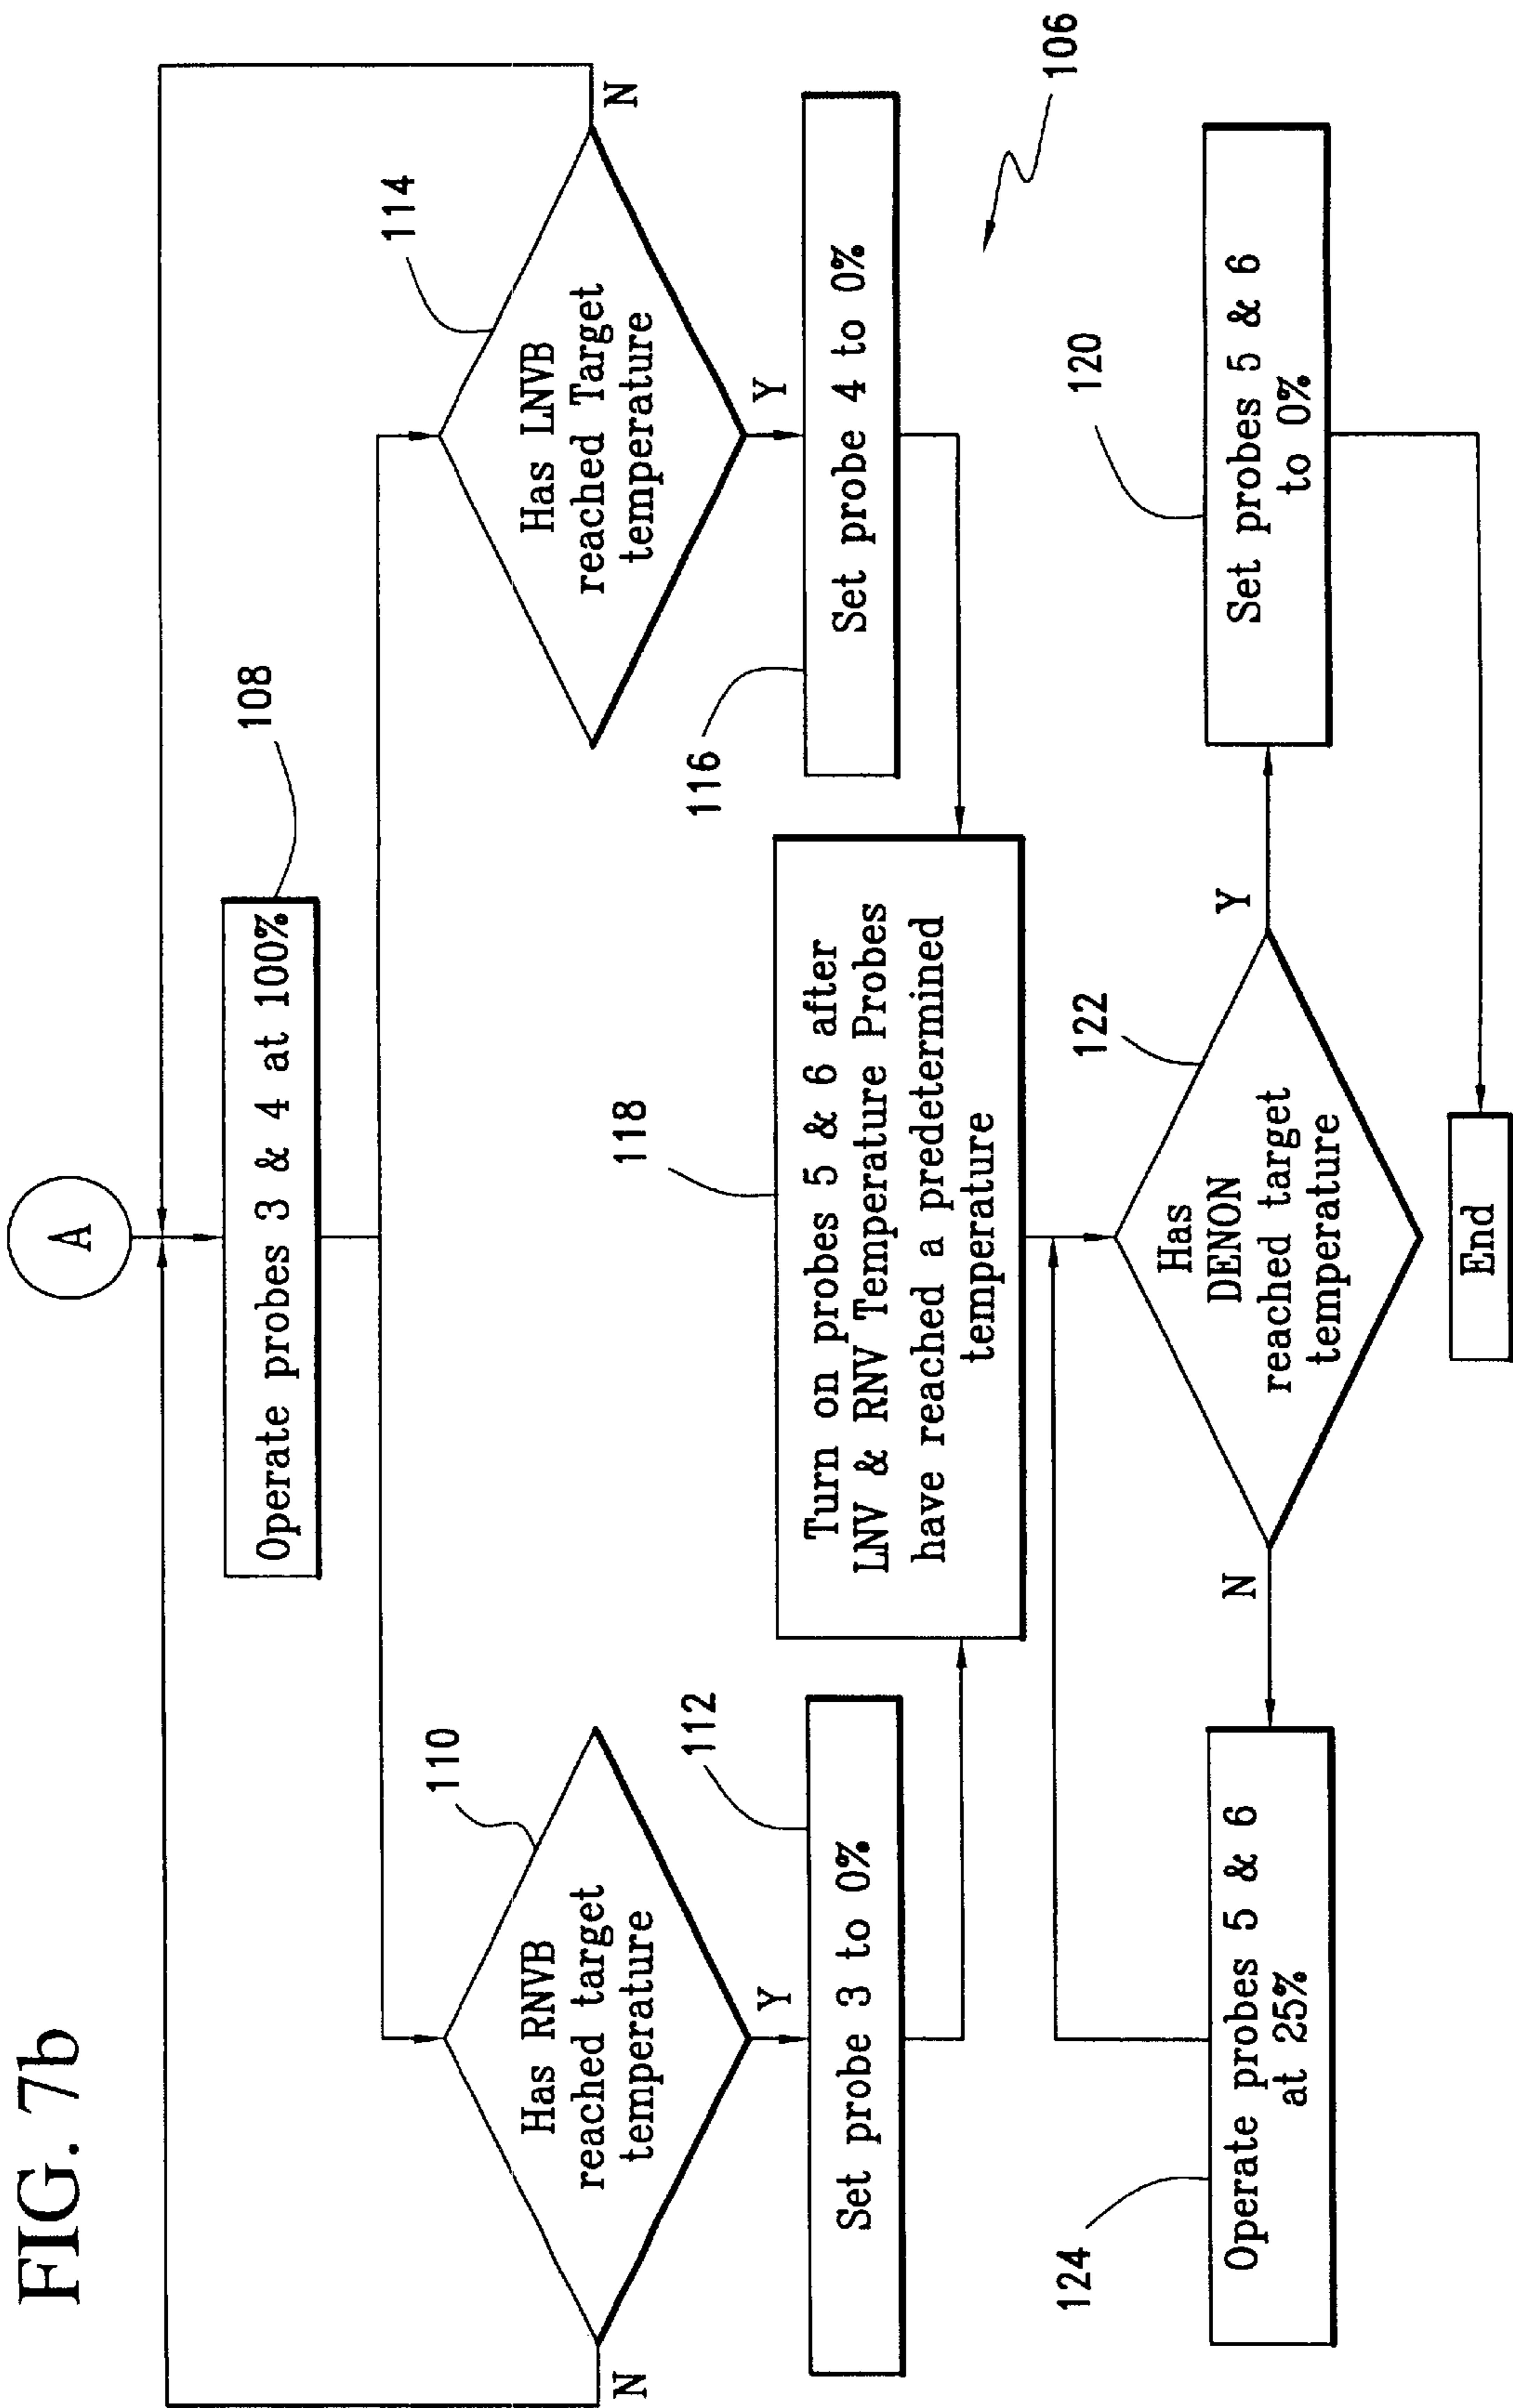 FIG. 7b
A
108
Operate probes 3 & 4 at 100%
110
Has RNVB
reached target
temperature
N
Y
114
Has LNVB
reached Target
temperature
N
Y
112
Set probe 3 to 0%
116
Set probe 4 to 0%
106
118
Turn on probes 5 & 6 after
LNV & RNV Temperature Probes
have reached a predetermined
temperature
122
Has
DENON
reached target
temperature
N
Y
124
Operate probes 5 & 6
at 25%
120
Set probes 5 & 6
to 0%
End